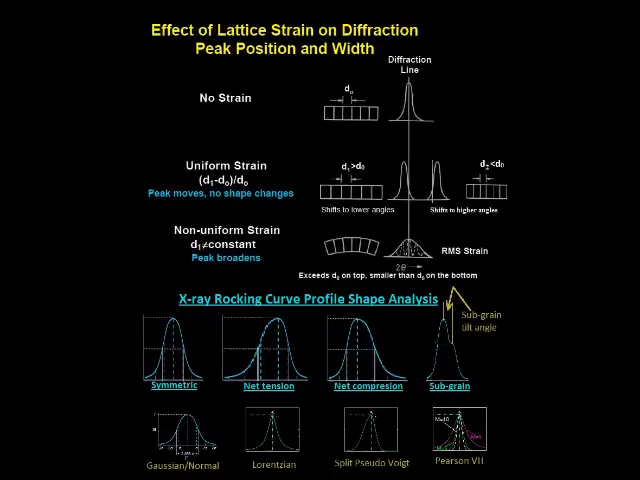 Effect of Lattice Strain on Diffraction
Peak Position and Width
Diffraction
Line
No Strain
do
Uniform Strain
(d1-do)/do
Peak moves, no shape changes
d1>d0
d2<d0
Shifts to lower angles
Shifts to higher angles
Non-uniform Strain
d1≠constant
Peak broadens
RMS Strain
2θ
Exceeds d0 on top, smaller than d0 on the bottom
X-ray Rocking Curve Profile Shape Analysis
Sub-grain
tilt angle
Symmetric
Net tension
Net compresion
Sub-grain
M=10
Gaussian/Normal
Lorentzian
Split Pseudo Voigt
Pearson VII